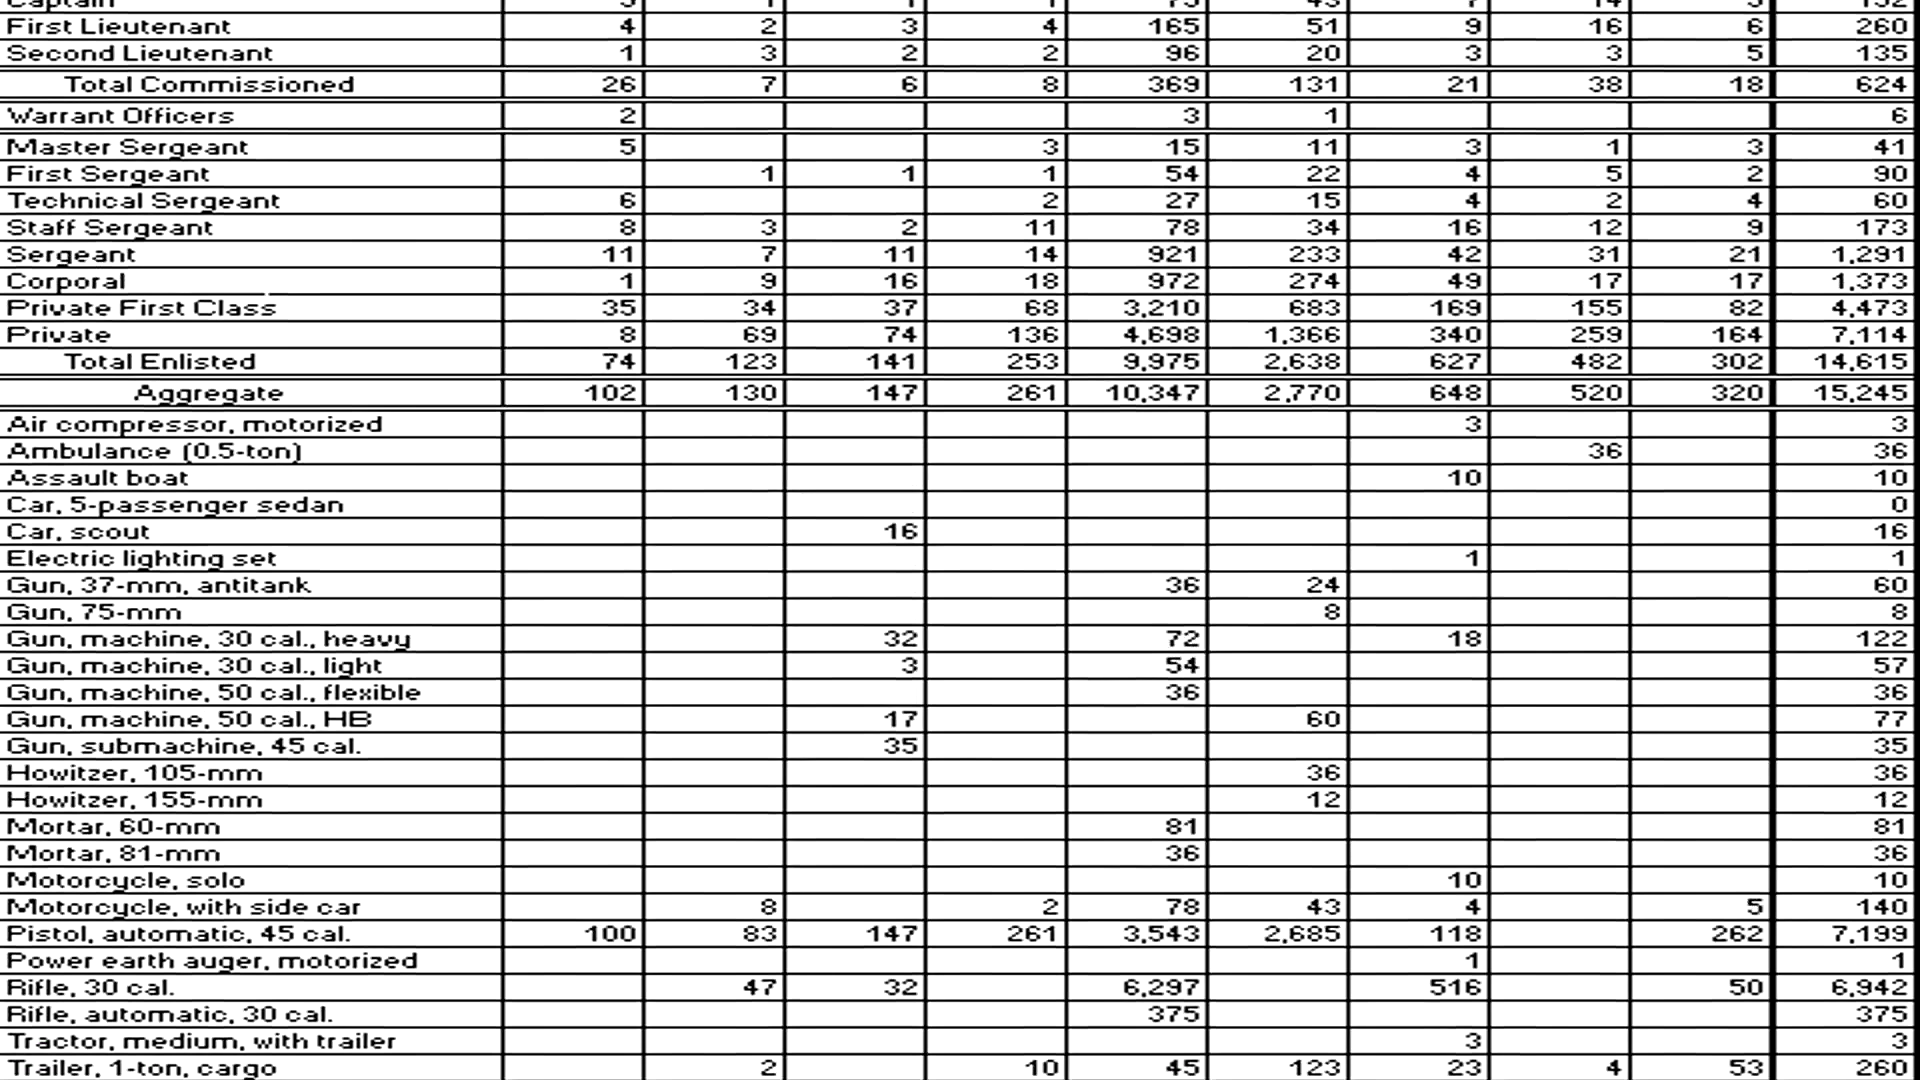 Captain 5 1 1 1 75 43 7 14 5 152
First Lieutenant 4 2 3 4 165 51 9 16 6 260
Second Lieutenant 1 3 2 2 96 20 3 3 5 135
Total Commissioned 26 7 6 8 369 131 21 38 18 624
Warrant Officers 2 3 1 6
Master Sergeant 5 3 15 11 3 1 3 41
First Sergeant 1 1 1 54 22 4 5 2 90
Technical Sergeant 6 2 27 15 4 2 4 60
Staff Sergeant 8 3 2 11 78 34 16 12 9 173
Sergeant 11 7 11 14 921 233 42 31 21 1,291
Corporal 1 9 16 18 972 274 49 17 17 1,373
Private First Class 35 34 37 68 3,210 683 169 155 82 4,473
Private 8 69 74 136 4,698 1,366 340 259 164 7,114
Total Enlisted 74 123 141 253 9,975 2,638 627 482 302 14,615
Aggregate 102 130 147 261 10,347 2,770 648 520 320 15,245
Air compressor, motorized 3 3
Ambulance (0.5-ton) 36 36
Assault boat 10 10
Car, 5-passenger sedan 0
Car, scout 16 16
Electric lighting set 1 1
Gun, 37-mm, antitank 36 24 60
Gun, 75-mm 8 8
Gun, machine, 30 cal., heavy 32 72 18 122
Gun, machine, 30 cal., light 3 54 57
Gun, machine, 50 cal., flexible 36 36
Gun, machine, 50 cal., HB 17 60 77
Gun, submachine, 45 cal. 35 35
Howitzer, 105-mm 36 36
Howitzer, 155-mm 12 12
Mortar, 60-mm 81 81
Mortar, 81-mm 36 36
Motorcycle, solo 10 10
Motorcycle, with side car 8 2 78 43 4 5 140
Pistol, automatic, 45 cal. 100 83 147 261 3,543 2,685 118 262 7,199
Power earth auger, motorized 1 1
Rifle, 30 cal. 47 32 6,297 516 50 6,942
Rifle, automatic, 30 cal. 375 375
Tractor, medium, with trailer 3 3
Trailer, 1-ton, cargo 2 10 45 123 23 4 53 260